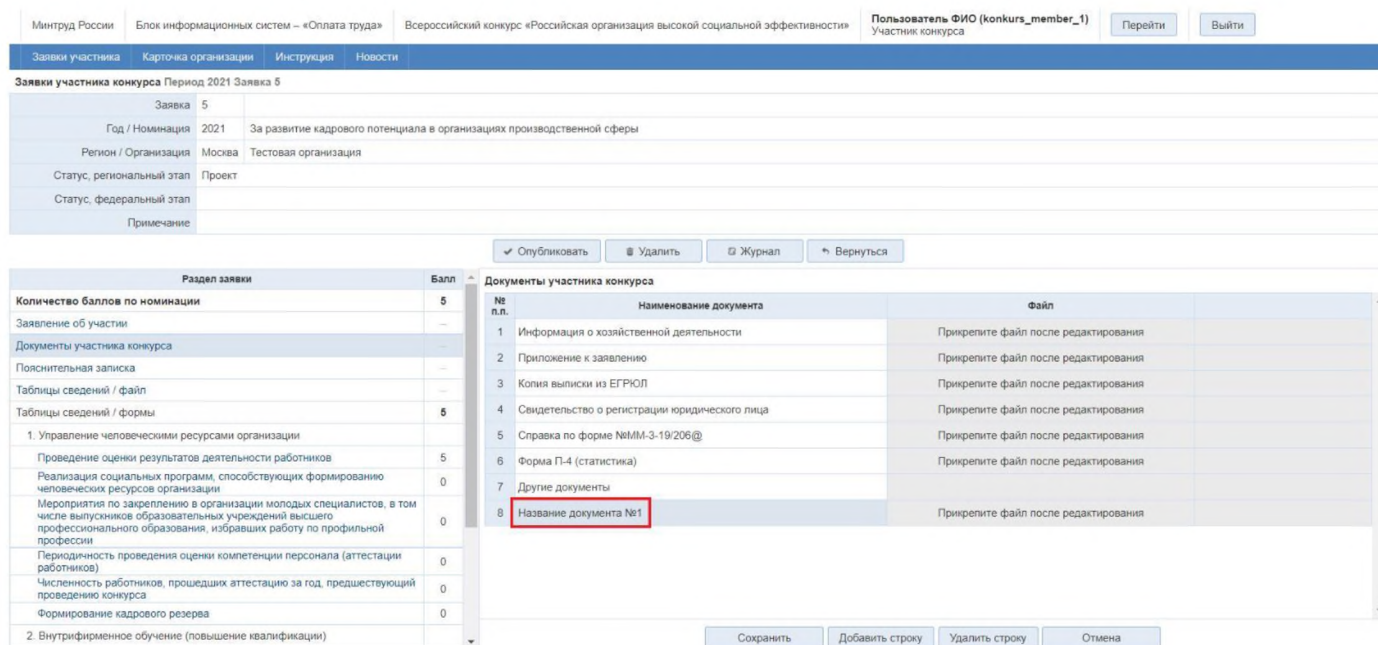 Минтруд России Блок информационных систем – «Оплата труда» Всероссийский конкурс «Российская организация высокой социальной эффективности» Пользователь ФИО (konkurs_member_1) Перейти Выйти
Участник конкурса
Заявки участника Карточка организации Инструкция Новости
Заявки участника конкурса Период 2021 Заявка 5
Заявка 5
Год / Номинация 2021 За развитие кадрового потенциала в организациях производственной сферы
Регион / Организация Москва Тестовая организация
Статус, региональный этап Проект
Статус, федеральный этап
Примечание
Опубликовать Удалить Журнал Вернуться
Раздел заявки Балл
Количество баллов по номинации 5
Заявление об участии –
Документы участника конкурса –
Пояснительная записка –
Таблицы сведений / файл –
Таблицы сведений / формы 5
1. Управление человеческими ресурсами организации
Проведение оценки результатов деятельности работников 5
Реализация социальных программ, способствующих формированию
человеческих ресурсов организации 0
Мероприятия по закреплению в организации молодых специалистов, в том
числе выпускников образовательных учреждений высшего
профессионального образования, избравших работу по профильной
профессии 0
Периодичность проведения оценки компетенции персонала (аттестации
работников) 0
Численность работников, прошедших аттестацию за год, предшествующий
проведению конкурса 0
Формирование кадрового резерва 0
2. Внутрифирменное обучение (повышение квалификации)
Документы участника конкурса
№ п.п. Наименование документа Файл
1 Информация о хозяйственной деятельности Прикрепите файл после редактирования
2 Приложение к заявлению Прикрепите файл после редактирования
3 Копия выписки из ЕГРЮЛ Прикрепите файл после редактирования
4 Свидетельство о регистрации юридического лица Прикрепите файл после редактирования
5 Справка по форме №ММ-3-19/206@ Прикрепите файл после редактирования
6 Форма П-4 (статистика) Прикрепите файл после редактирования
7 Другие документы
8 Название документа №1 Прикрепите файл после редактирования
Сохранить Добавить строку Удалить строку Отмена